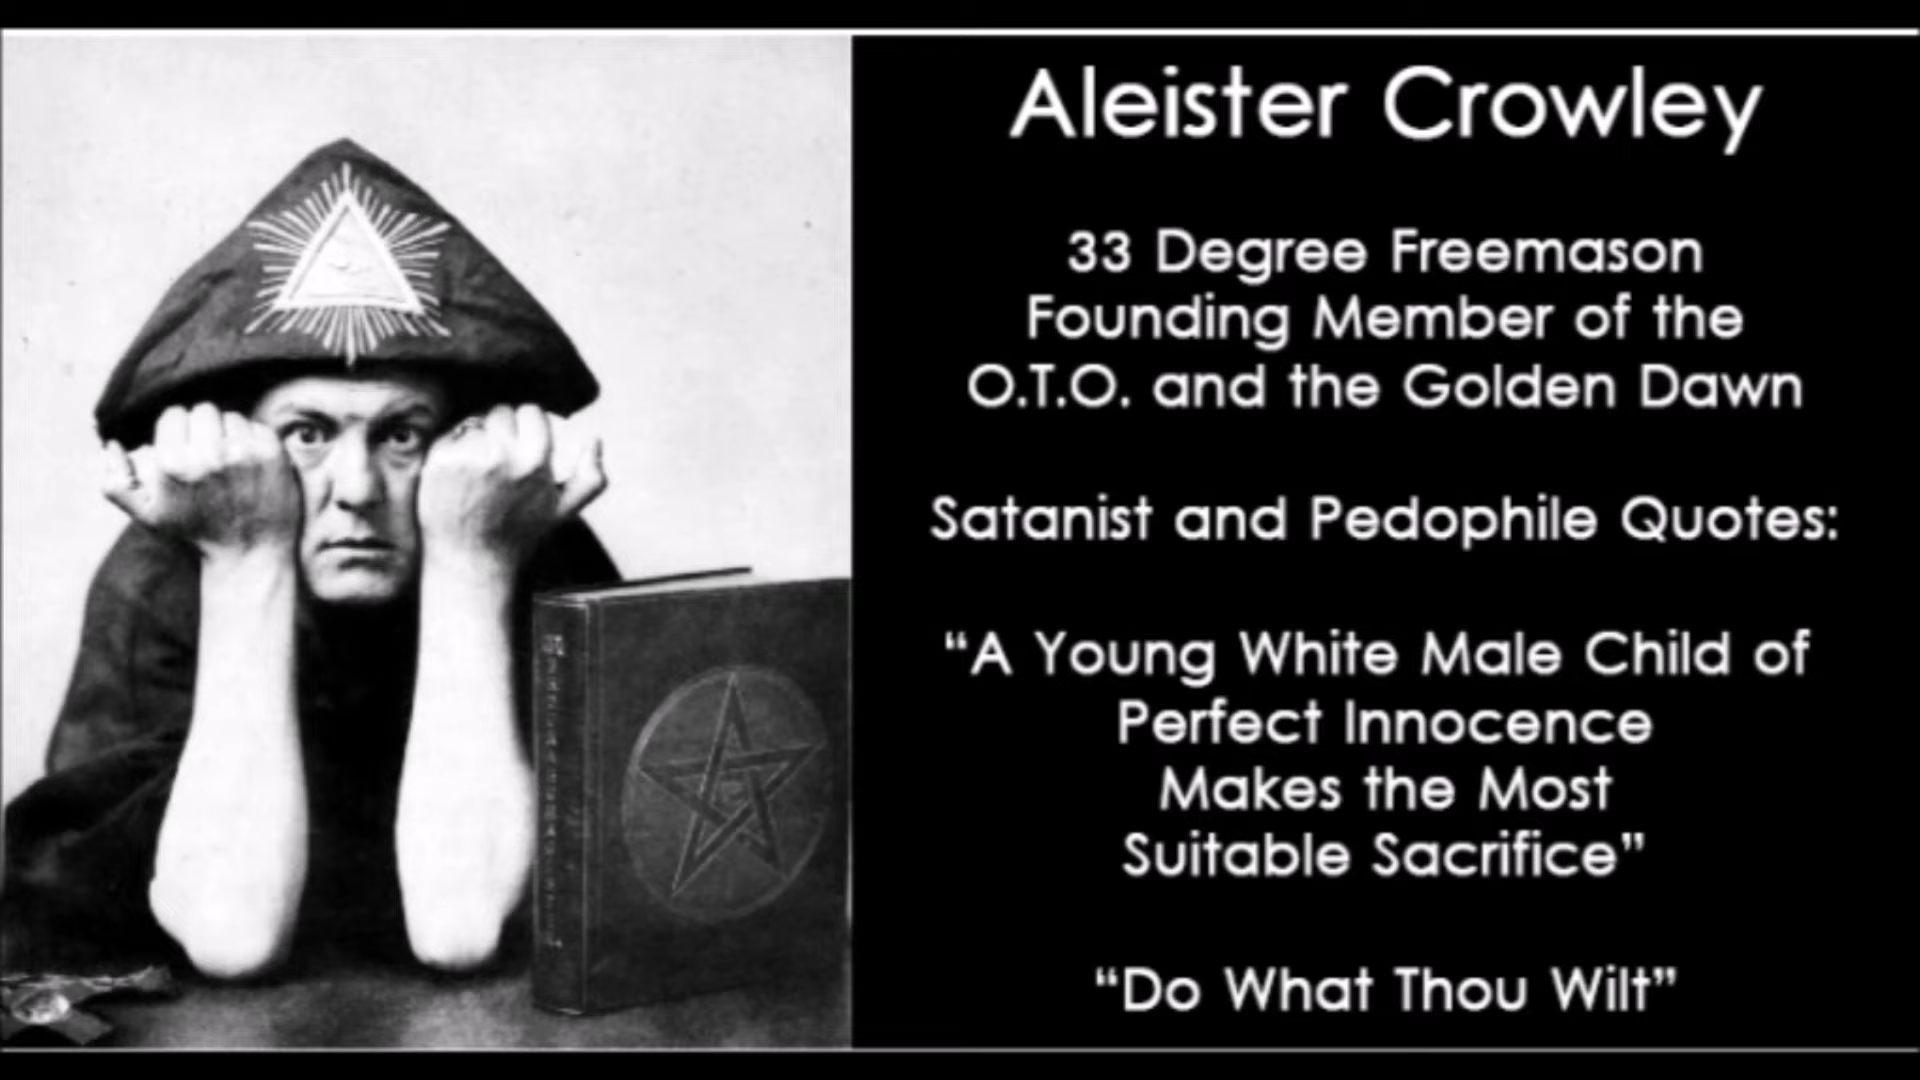 Aleister Crowley
33 Degree Freemason
Founding Member of the
O.T.O. and the Golden Dawn
Satanist and Pedophile Quotes:
“A Young White Male Child of
Perfect Innocence
Makes the Most
Suitable Sacrifice”
“Do What Thou Wilt”